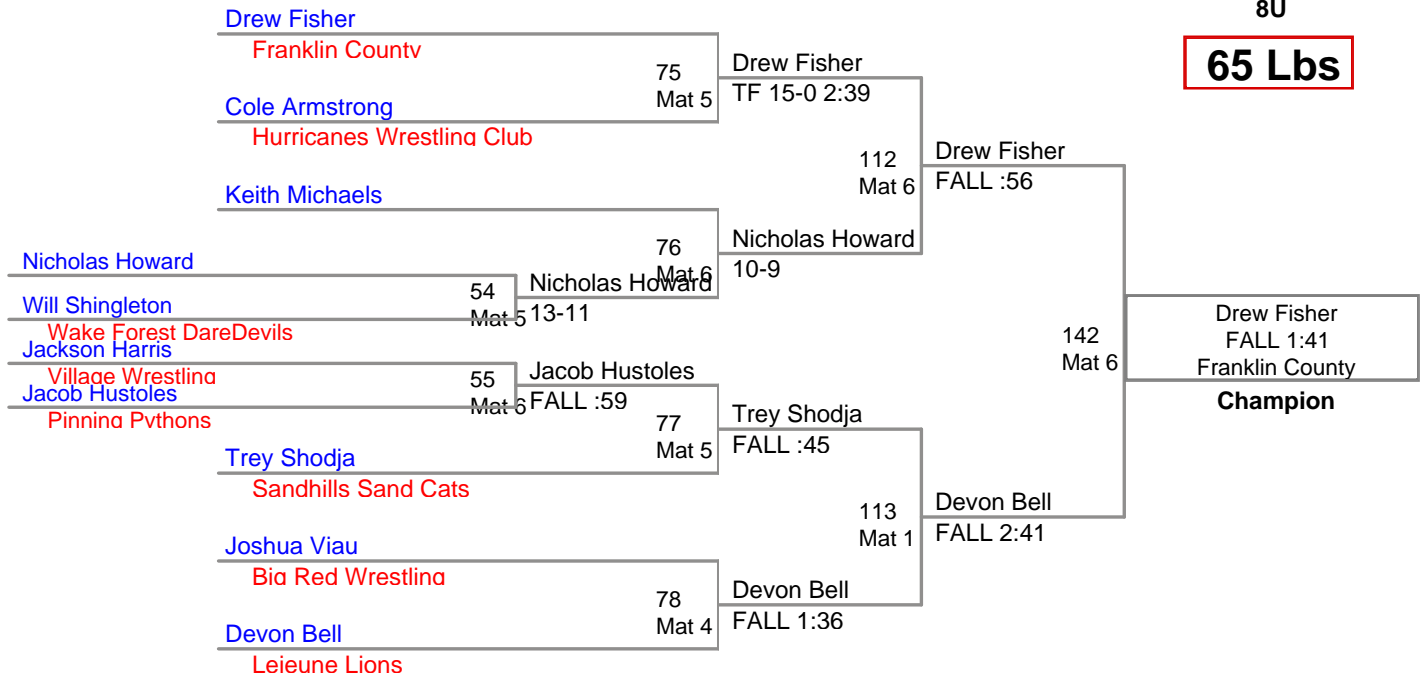 8U
65 Lbs
Drew Fisher
Franklin County
75
Mat 5
Drew Fisher
TF 15-0 2:39
Cole Armstrong
Hurricanes Wrestling Club
112
Mat 6
Drew Fisher
FALL :56
Keith Michaels
76
Mat 6
Nicholas Howard
10-9
Nicholas Howard
54
Mat 5
Nicholas Howard
13-11
Will Shingleton
Wake Forest DareDevils
142
Mat 6
Drew Fisher
FALL 1:41
Franklin County
Champion
Jackson Harris
Village Wrestling
55
Mat 6
Jacob Hustoles
FALL :59
Jacob Hustoles
Pinning Pythons
77
Mat 5
Trey Shodja
FALL :45
Trey Shodja
Sandhills Sand Cats
113
Mat 1
Devon Bell
FALL 2:41
Joshua Viau
Big Red Wrestling
78
Mat 4
Devon Bell
FALL 1:36
Devon Bell
Lejeune Lions